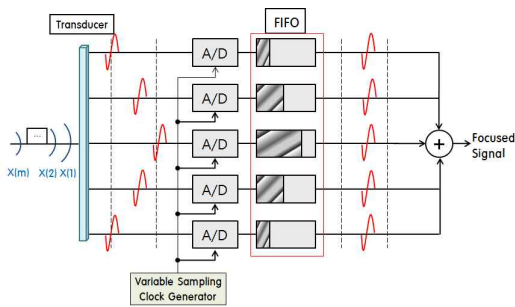 Transducer
FIFO
A/D
A/D
A/D
A/D
A/D
...
X(m)
X(2)
X(1)
+
Focused
Signal
Variable Sampling
Clock Generator